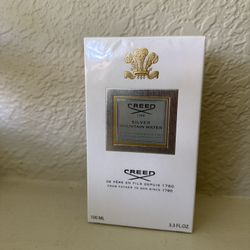 CREED
1760
SILVER
MOUNTAIN WATER
CREED
DE PÈRE EN FILS DEPUIS 1760
FROM FATHER TO SON SINCE 1760
100 ML
3.3 FL.OZ